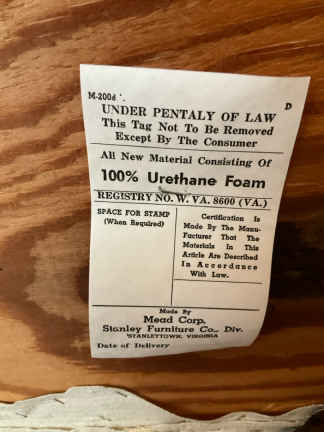 M-200d
D
UNDER PENTALY OF LAW
This Tag Not To Be Removed
Except By The Consumer
All New Material Consisting Of
100% Urethane Foam
REGISTRY NO. W. VA. 8600 (VA.)
SPACE FOR STAMP
(When Required)
Certification Is
Made By The Manu-
Facturer That The
Materials In This
Article Are Described
In Accordance
With Law.
Made By
Mead Corp.
Stanley Furniture Co., Div.
STANLEYTOWN, VIRGINIA
Date of Delivery